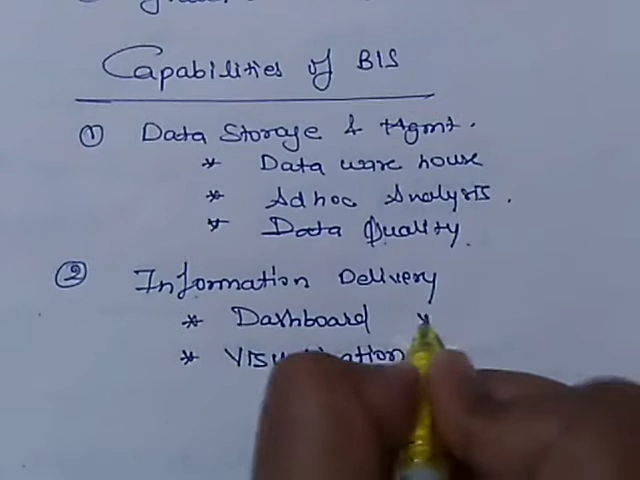 Capabilities of BIS
① Data Storage & Mgmt.
* Data ware house
* Adhoc Analysis.
* Data Quality.
② Information Delivery
* Dashboard *
*